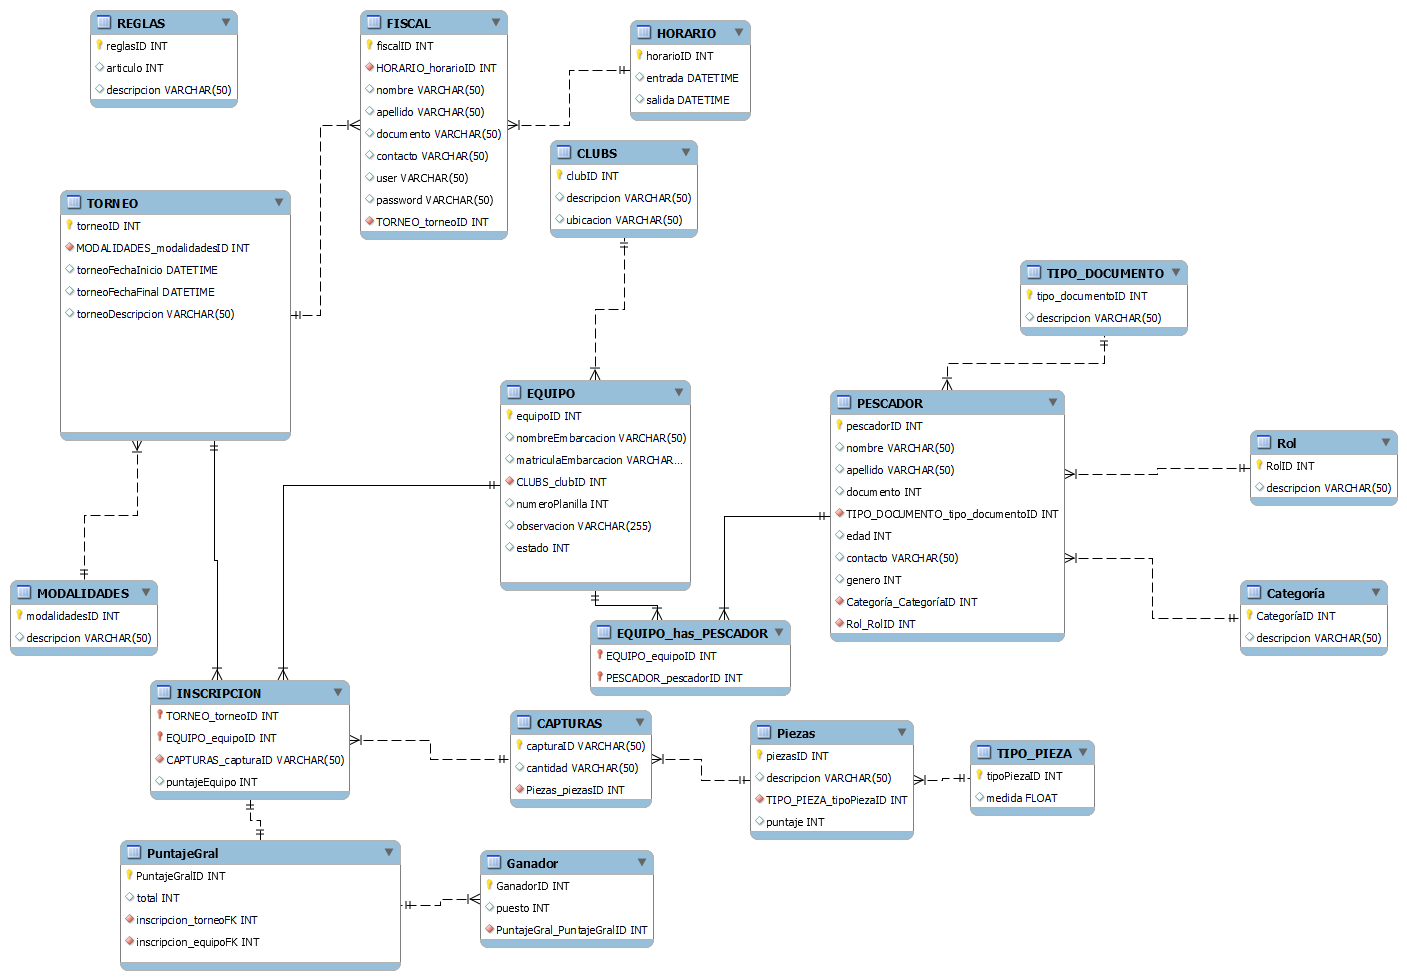 REGLAS
reglasID INT
articulo INT
descripcion VARCHAR(50)
FISCAL
fiscalID INT
HORARIO_horarioID INT
nombre VARCHAR(50)
apellido VARCHAR(50)
documento VARCHAR(50)
contacto VARCHAR(50)
user VARCHAR(50)
password VARCHAR(50)
TORNEO_torneoID INT
HORARIO
horarioID INT
entrada DATETIME
salida DATETIME
CLUBS
clubID INT
descripcion VARCHAR(50)
ubicacion VARCHAR(50)
TORNEO
torneoID INT
MODALIDADES_modalidadesID INT
torneoFechaInicio DATETIME
torneoFechaFinal DATETIME
torneoDescripcion VARCHAR(50)
TIPO_DOCUMENTO
tipo_documentoID INT
descripcion VARCHAR(50)
EQUIPO
equipoID INT
nombreEmbarcacion VARCHAR(50)
matriculaEmbarcacion VARCHAR...
CLUBS_clubID INT
numeroPlanilla INT
observacion VARCHAR(255)
estado INT
PESCADOR
pescadorID INT
nombre VARCHAR(50)
apellido VARCHAR(50)
documento INT
TIPO_DOCUMENTO_tipo_documentoID INT
edad INT
contacto VARCHAR(50)
genero INT
Categoría_CategoríaID INT
Rol_RolID INT
Rol
RolID INT
descripcion VARCHAR(50)
MODALIDADES
modalidadesID INT
descripcion VARCHAR(50)
Categoría
CategoríaID INT
descripcion VARCHAR(50)
EQUIPO_has_PESCADOR
EQUIPO_equipoID INT
PESCADOR_pescadorID INT
INSCRIPCION
TORNEO_torneoID INT
EQUIPO_equipoID INT
CAPTURAS_capturaID VARCHAR(50)
puntajeEquipo INT
CAPTURAS
capturaID VARCHAR(50)
cantidad VARCHAR(50)
Piezas_piezasID INT
Piezas
piezasID INT
descripcion VARCHAR(50)
TIPO_PIEZA_tipoPiezaID INT
puntaje INT
TIPO_PIEZA
tipoPiezaID INT
medida FLOAT
PuntajeGral
PuntajeGralID INT
total INT
inscripcion_torneoFK INT
inscripcion_equipoFK INT
Ganador
GanadorID INT
puesto INT
PuntajeGral_PuntajeGralID INT